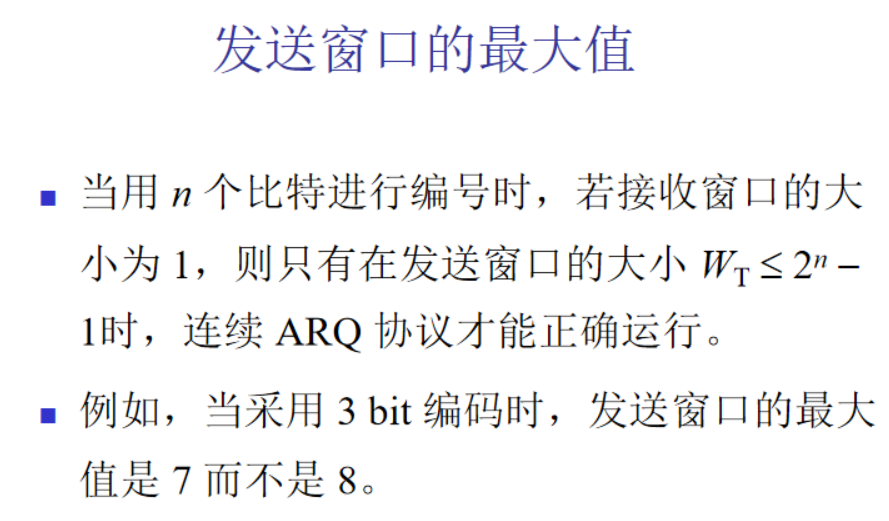 发送窗口的最大值
■ 当用 n 个比特进行编号时，若接收窗口的大
小为 1，则只有在发送窗口的大小 W_T ≤ 2ⁿ −
1时，连续 ARQ 协议才能正确运行。
■ 例如，当采用 3 bit 编码时，发送窗口的最大
值是 7 而不是 8。